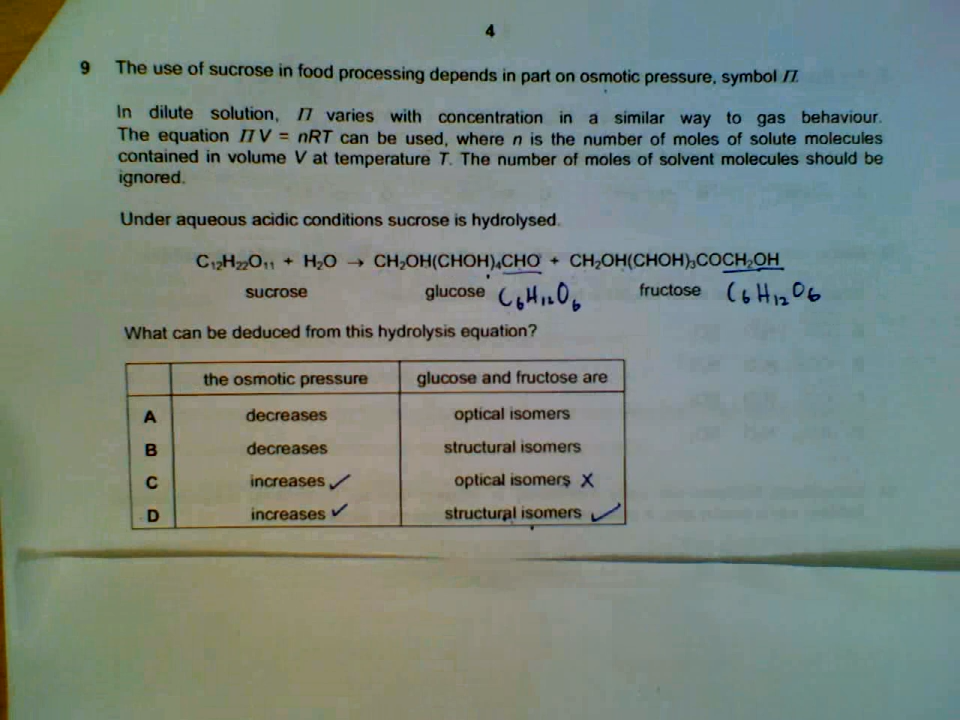 4
9 The use of sucrose in food processing depends in part on osmotic pressure, symbol Π.
In dilute solution, Π varies with concentration in a similar way to gas behaviour.
The equation ΠV = nRT can be used, where n is the number of moles of solute molecules
contained in volume V at temperature T. The number of moles of solvent molecules should be
ignored.
Under aqueous acidic conditions sucrose is hydrolysed.
C₁₂H₂₂O₁₁ + H₂O → CH₂OH(CHOH)₄CHO + CH₂OH(CHOH)₃COCH₂OH
sucrose glucose C₆H₁₂O₆ fructose C₆H₁₂O₆
What can be deduced from this hydrolysis equation?
the osmotic pressure glucose and fructose are
A decreases optical isomers
B decreases structural isomers
C increases ✓ optical isomers X
D increases ✓ structural isomers ✓